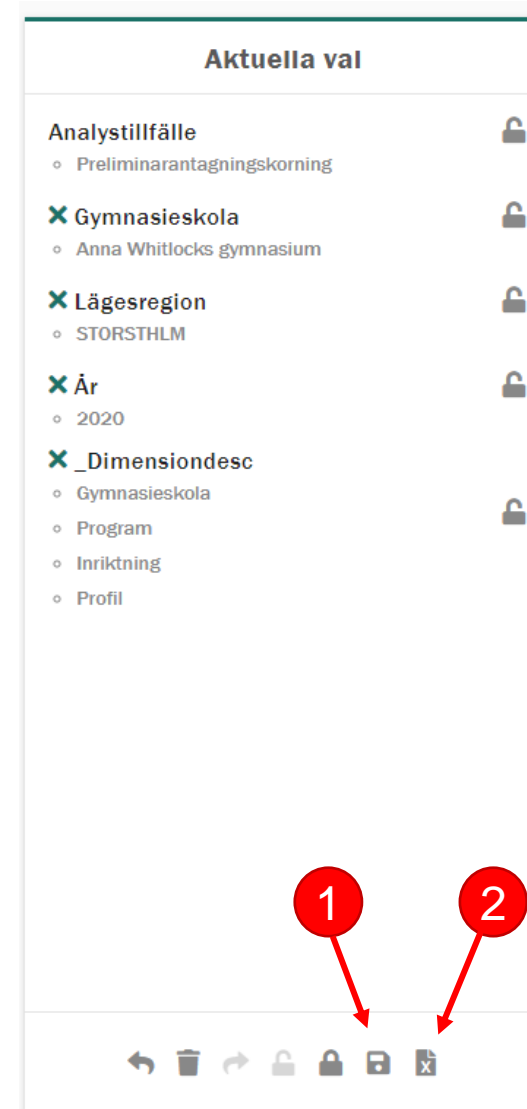 Aktuella val
Analystillfälle
Preliminarantagningskorning
Gymnasieskola
Anna Whitlocks gymnasium
Lägesregion
STORSTHLM
År
2020
_Dimensiondesc
Gymnasieskola
Program
Inriktning
Profil
1
2
x